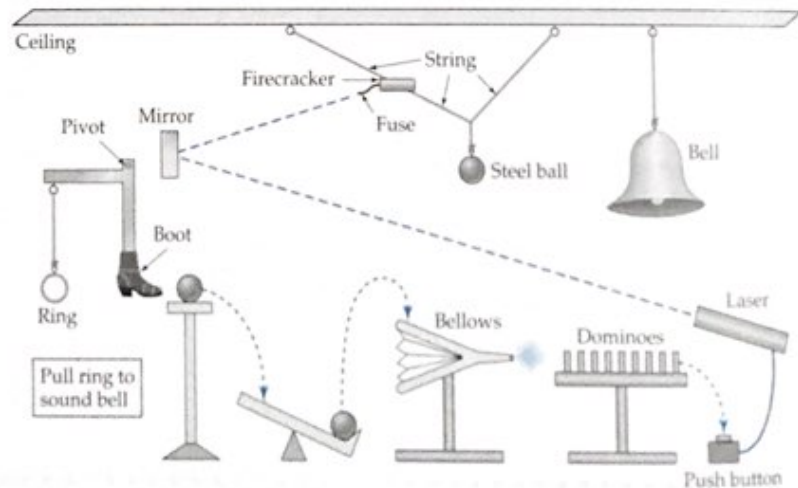 Ceiling
String
Firecracker
Fuse
Mirror
Pivot
Steel ball
Bell
Boot
Ring
Laser
Bellows
Dominoes
Pull ring to
sound bell
Push button